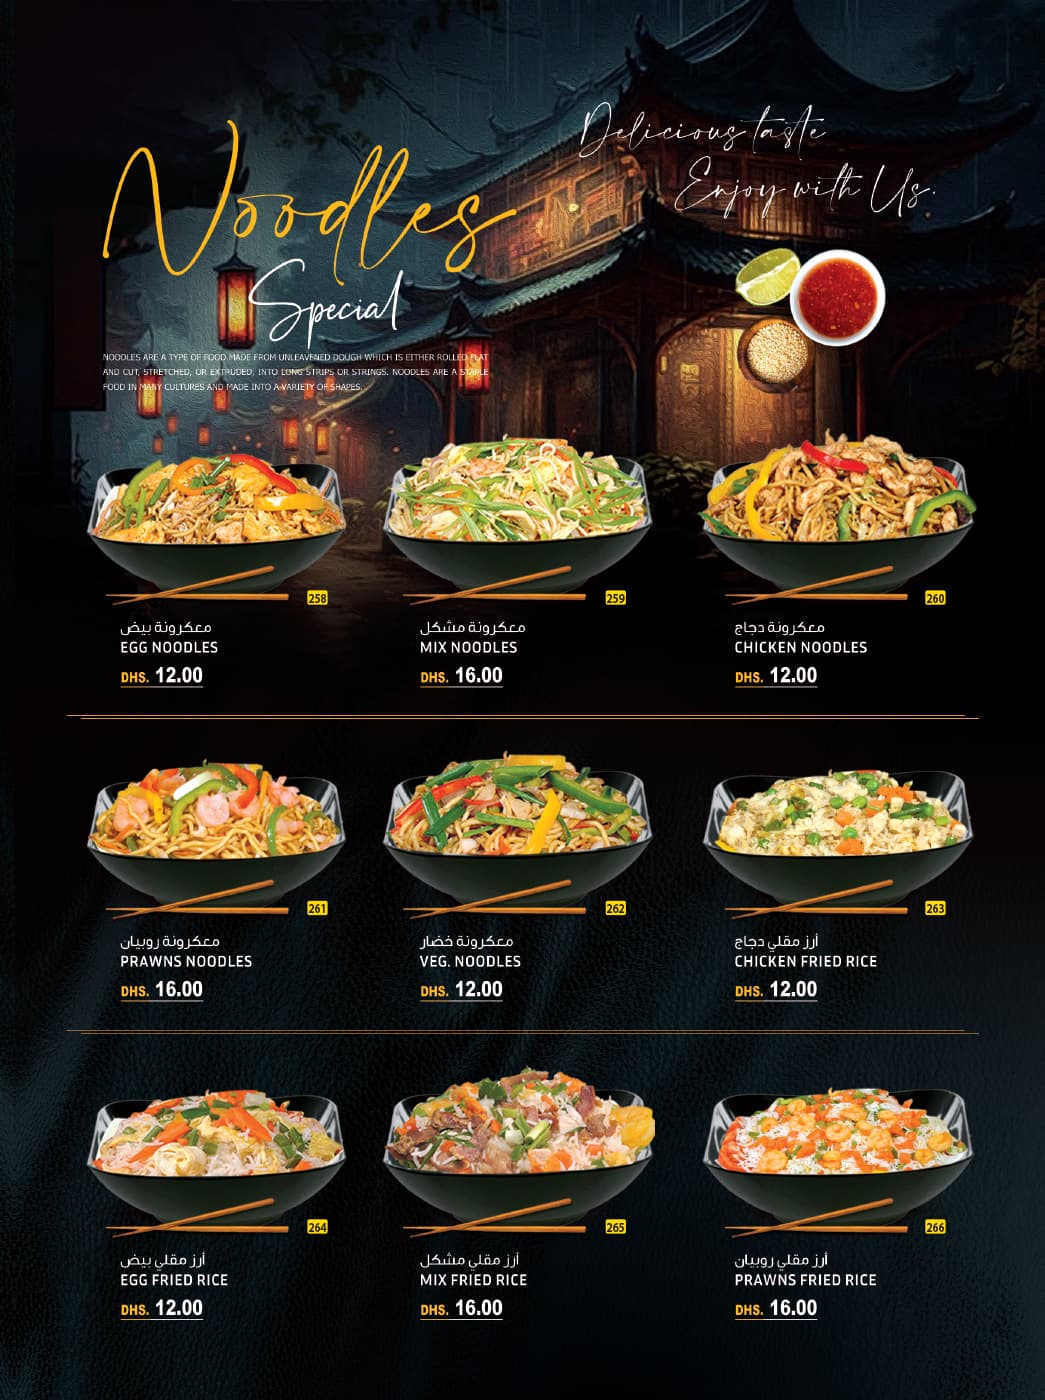 Noodles
Special
Delicious taste
Enjoy with Us.
NOODLES ARE A TYPE OF FOOD MADE FROM UNLEAVENED DOUGH WHICH IS EITHER ROLLED FLAT
AND CUT, STRETCHED, OR EXTRUDED, INTO LONG STRIPS OR STRINGS. NOODLES ARE A STAPLE
FOOD IN MANY CULTURES AND MADE INTO A VARIETY OF SHAPES.
258
معكرونة بيض
EGG NOODLES
DHS. 12.00
259
معكرونة مشكل
MIX NOODLES
DHS. 16.00
260
معكرونة دجاج
CHICKEN NOODLES
DHS. 12.00
261
معكرونة روبيان
PRAWNS NOODLES
DHS. 16.00
262
معكرونة خضار
VEG. NOODLES
DHS. 12.00
263
أرز مقلي دجاج
CHICKEN FRIED RICE
DHS. 12.00
264
أرز مقلي بيض
EGG FRIED RICE
DHS. 12.00
265
أرز مقلي مشكل
MIX FRIED RICE
DHS. 16.00
266
أرز مقلي روبيان
PRAWNS FRIED RICE
DHS. 16.00